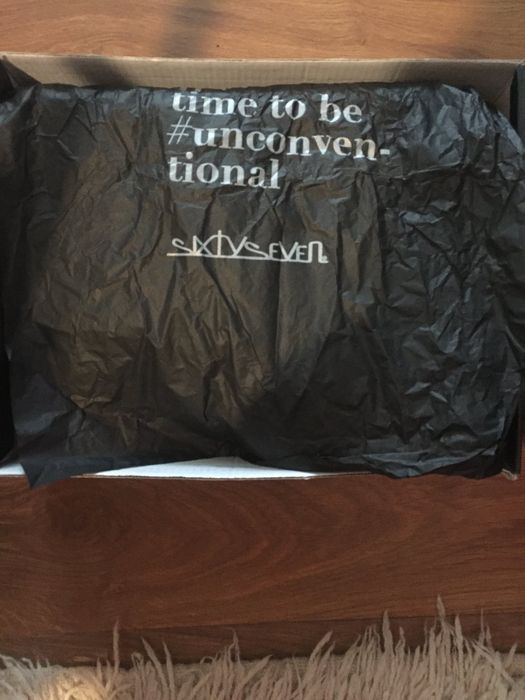 time to be
#unconven-
tional
SIXTYSEVEN